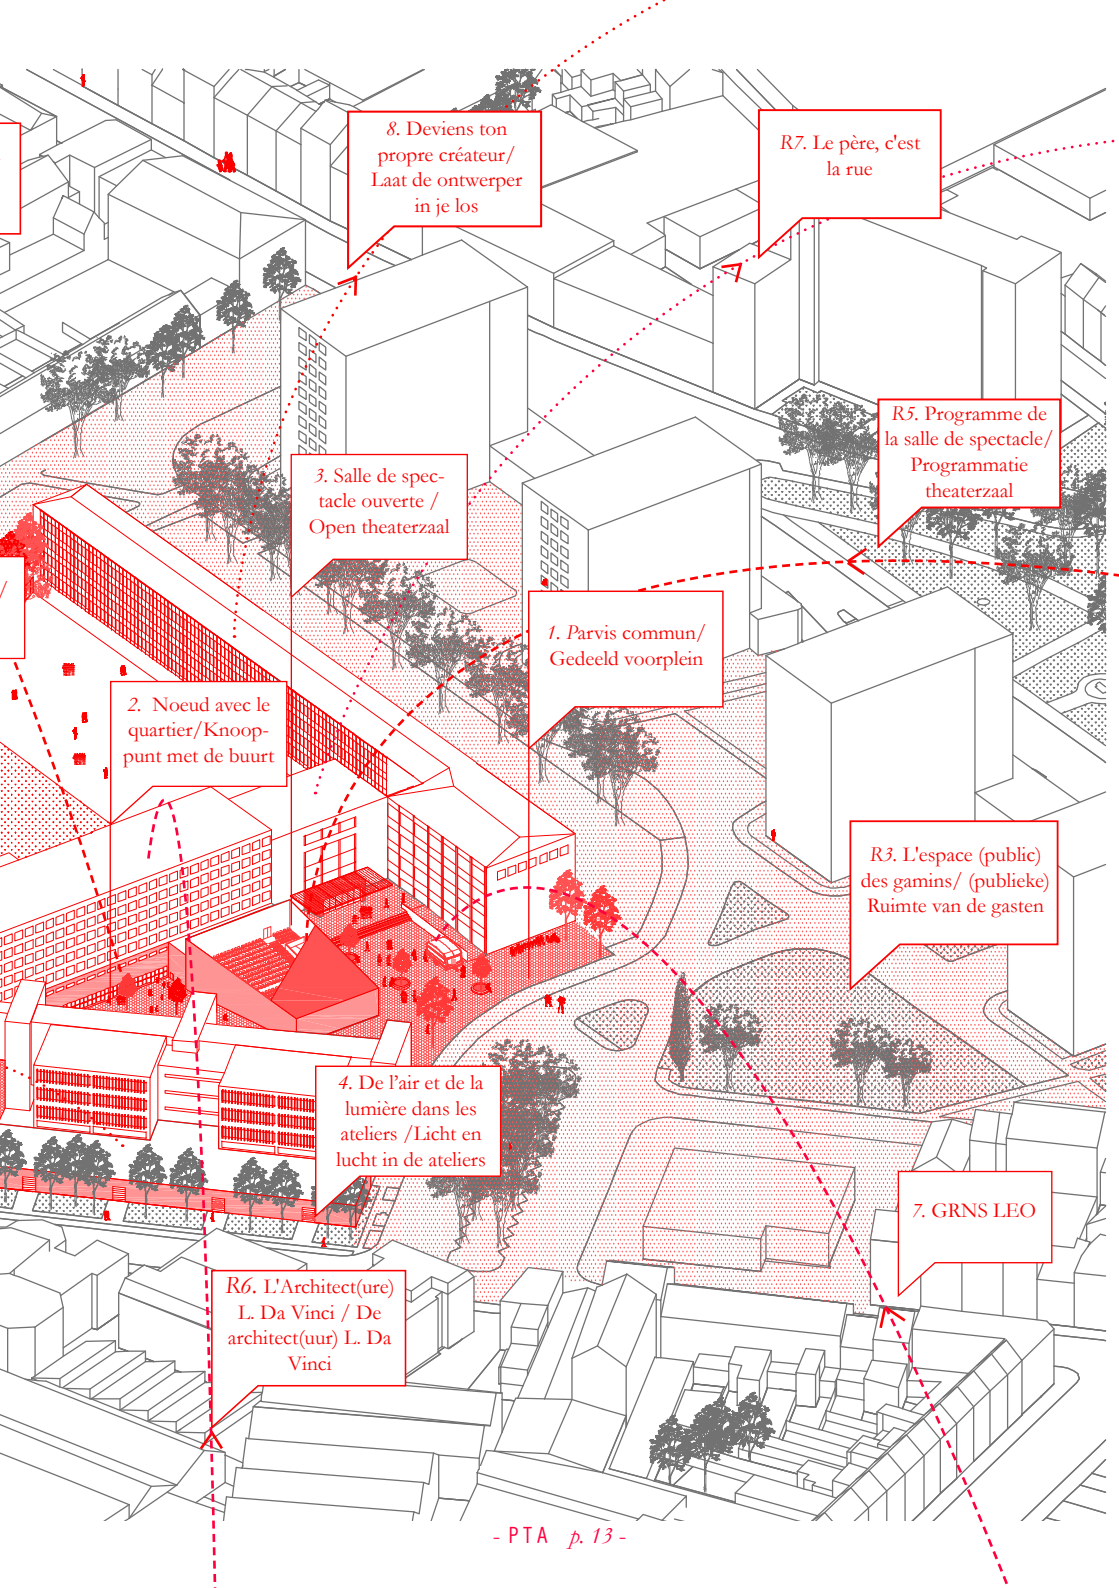 8. Deviens ton
propre créateur/
Laat de ontwerper
in je los
R7. Le père, c'est
la rue
R5. Programme de
la salle de spectacle/
Programmatie
theaterzaal
3. Salle de spec-
tacle ouverte /
Open theaterzaal
/
1. Parvis commun/
Gedeeld voorplein
2. Noeud avec le
quartier/Knoop-
punt met de buurt
R3. L'espace (public)
des gamins/ (publieke)
Ruimte van de gasten
4. De l'air et de la
lumière dans les
ateliers /Licht en
lucht in de ateliers
7. GRNS LEO
R6. L'Architect(ure)
L. Da Vinci / De
architect(uur) L. Da
Vinci
- PTA p. 13 -